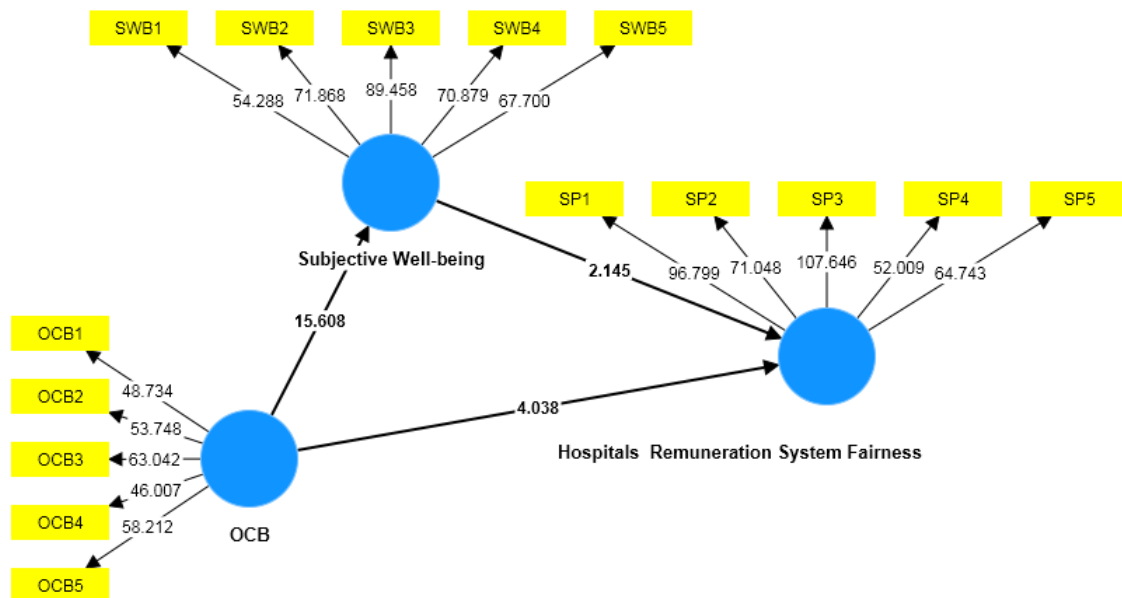 SWB1 SWB2 SWB3 SWB4 SWB5
54.288 71.868 89.458 70.879 67.700
SP1 SP2 SP3 SP4 SP5
96.799 71.048 107.646 52.009 64.743
Subjective Well-being
2.145
15.608
OCB1
48.734
OCB2
53.748
OCB3
63.042
OCB4
46.007
OCB5
58.212
4.038
Hospitals Remuneration System Fairness
OCB